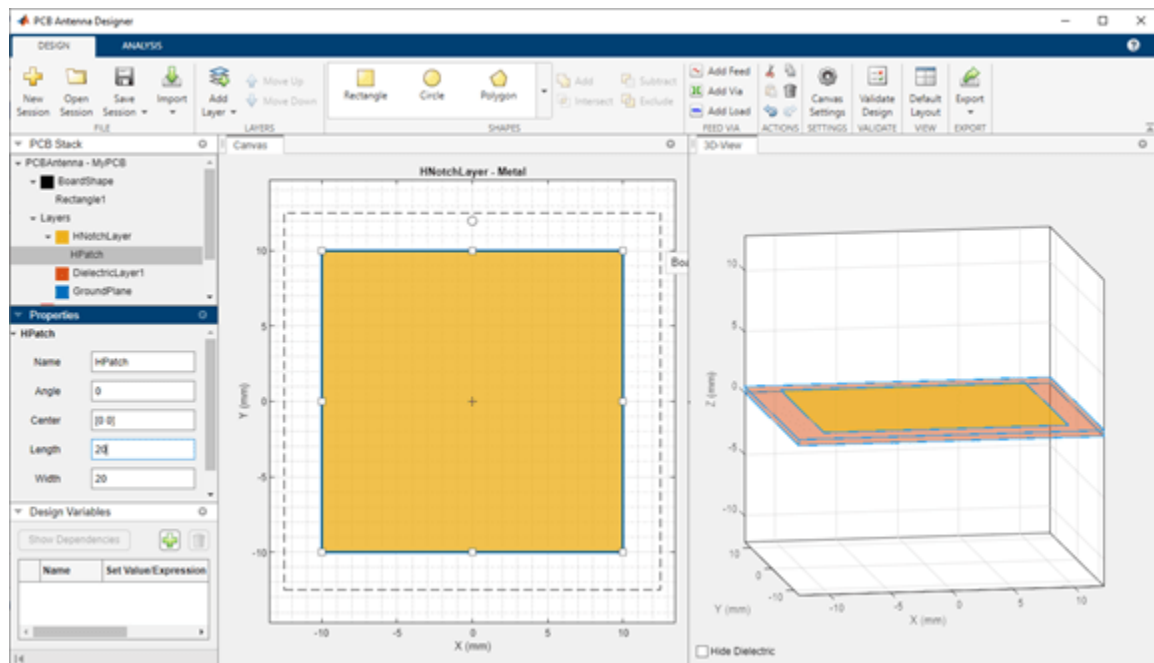 PCB Antenna Designer
DESIGN ANALYSIS
New Session
Open Session
Save Session
Import
FILE
Add Layer
Move Up
Move Down
LAYERS
Rectangle
Circle
Polygon
SHAPES
Add
Subtract
Intersect
Exclude
Add Feed
Add Via
Add Load
FEED VIA
ACTIONS
Canvas Settings
SETTINGS
Validate Design
VALIDATE
Default Layout
VIEW
Export
EXPORT
PCB Stack
PCBAntenna - MyPCB
BoardShape
Rectangle1
Layers
HNotchLayer
HPatch
DielectricLayer1
GroundPlane
Properties
HPatch
Name HPatch
Angle 0
Center [0 0]
Length 20
Width 20
Design Variables
Show Dependencies
Name Set Value/Expression
Canvas
HNotchLayer - Metal
Boa
10
5
0
-5
-10
Y (mm)
-10 -5 0 5 10
X (mm)
3D-View
10
5
0
-5
-10
Z (mm)
10
0
-10
Y (mm)
-10 -5 0 5 10
X (mm)
Hide Dielectric